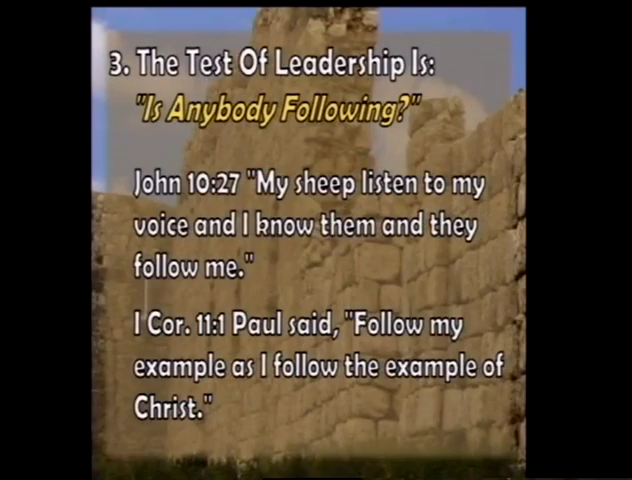 3. The Test Of Leadership Is:
"Is Anybody Following?"
John 10:27 "My sheep listen to my
voice and I know them and they
follow me."
I Cor. 11:1 Paul said, "Follow my
example as I follow the example of
Christ."